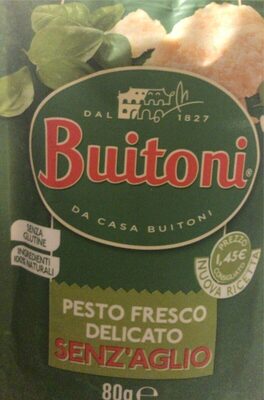 DAL 1827
Buitoni®
DA CASA BUITONI
SENZA
GLUTINE
INGREDIENTI
100% NATURALI
PREZZO
1,45€
CONSIGLIATO
NUOVA RICETTA
PESTO FRESCO
DELICATO
SENZ'AGLIO
80g e